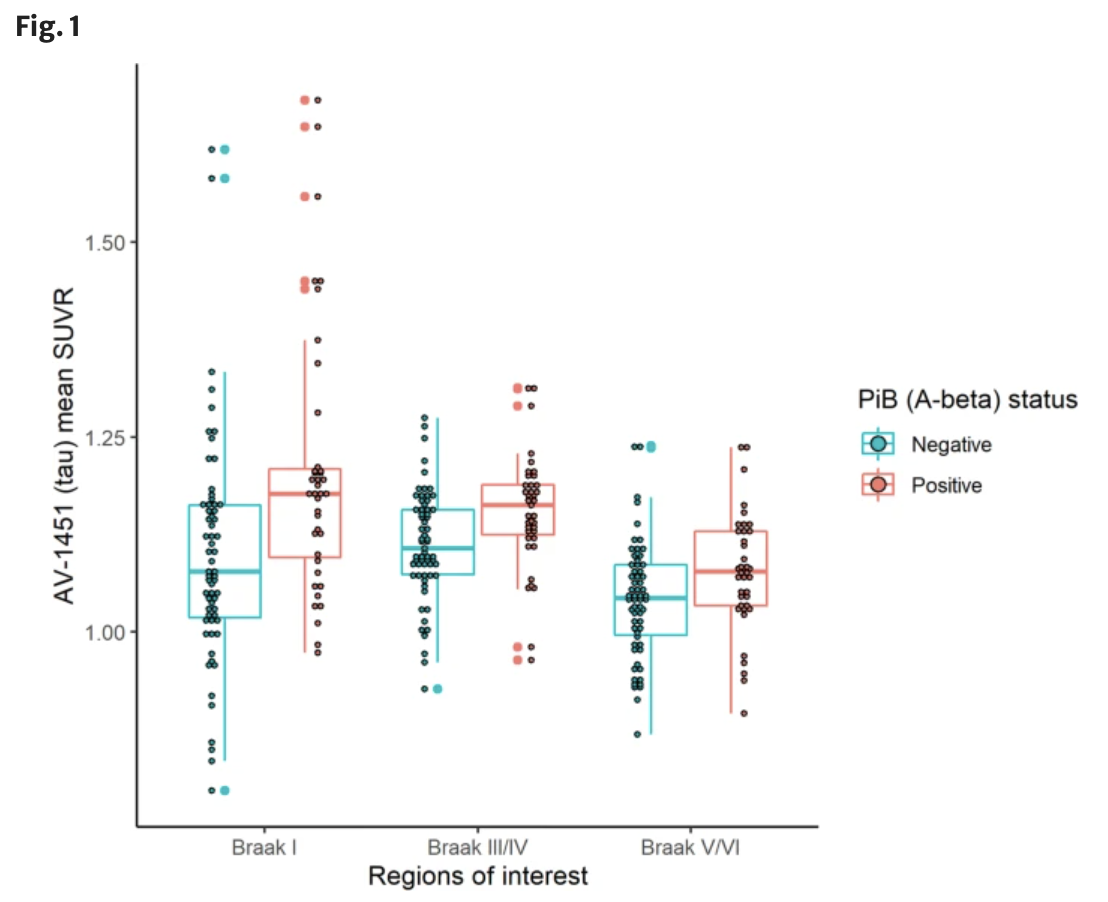 Fig. 1
AV-1451 (tau) mean SUVR
1.50
1.25
1.00
Braak I
Braak III/IV
Braak V/VI
Regions of interest
PiB (A-beta) status
Negative
Positive